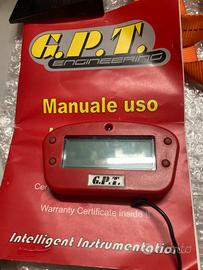 G.P.T.
ENGINEERING
Manuale uso
G.P.T.
Warranty Certificate inside
Intelligent Instrumentation